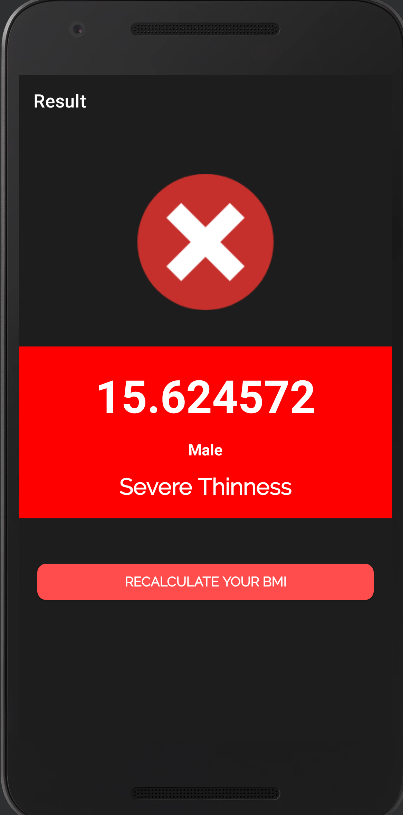 Result
15.624572
Male
Severe Thinness
RECALCULATE YOUR BMI